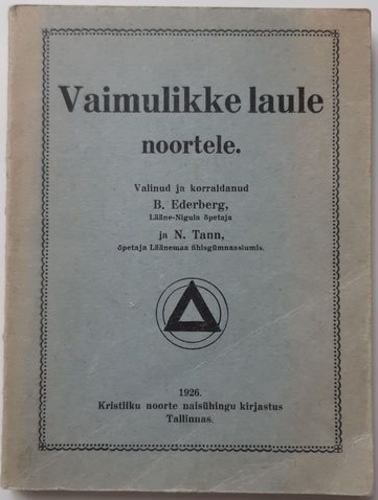 Vaimulikke laule
noortele.
Valinud ja korraldanud
B. Ederberg,
Lääne-Nigula õpetaja
ja N. Tann,
õpetaja Läänemaa ühisgümnaasiumis.
1926.
Kristliku noorte naisühingu kirjastus
Tallinnas.